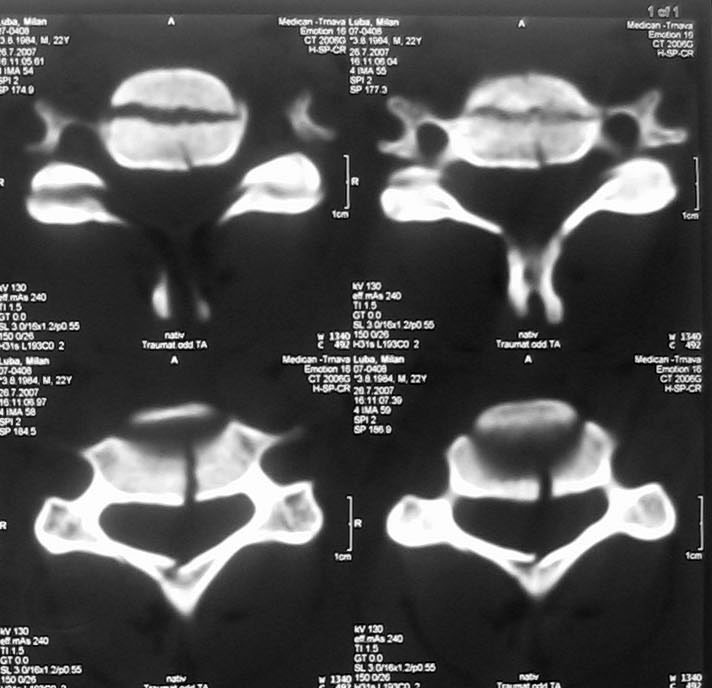 1 of 1
Luba, Milan
07-0408
*3.8.1984, M, 22Y
26.7.2007
16:11:05.61
4 IMA 54
SPI 2
SP 174.9
A
Medican -Trnava
Emotion 16
CT 2006G
H-SP-CR
R
1cm
kV 130
eff.mAs 240
TI 1.5
GT 0.0
SL 3.0/16x1.2/p0.55
150 0/26
H31s L193C0 2
nativ
Traumat.odd TA
W 1340
C 492
Luba, Milan
07-0408
*3.8.1984, M, 22Y
26.7.2007
16:11:06.04
4 IMA 55
SPI 2
SP 177.3
A
Medican -Trnava
Emotion 16
CT 2006G
H-SP-CR
R
1cm
kV 130
eff.mAs 240
TI 1.5
GT 0.0
SL 3.0/16x1.2/p0.55
150 0/26
H31s L193C0 2
nativ
Traumat.odd TA
W 1340
C 492
Luba, Milan
07-0408
*3.8.1984, M, 22Y
26.7.2007
16:11:06.97
4 IMA 58
SPI 2
SP 184.5
A
Medican -Trnava
Emotion 16
CT 2006G
H-SP-CR
R
1cm
kV 130
eff.mAs 240
TI 1.5
GT 0.0
SL 3.0/16x1.2/p0.55
150 0/26
nativ
Traumat.odd TA
W 1340
Luba, Milan
07-0408
*3.8.1984, M, 22Y
26.7.2007
16:11:07.39
4 IMA 59
SPI 2
SP 186.9
A
Medican -Trnava
Emotion 16
CT 2006G
H-SP-CR
R
1cm
kV 130
eff.mAs 240
TI 1.5
GT 0.0
SL 3.0/16x1.2/p0.55
150 0/26
nativ
Traumat.odd TA
W 1340